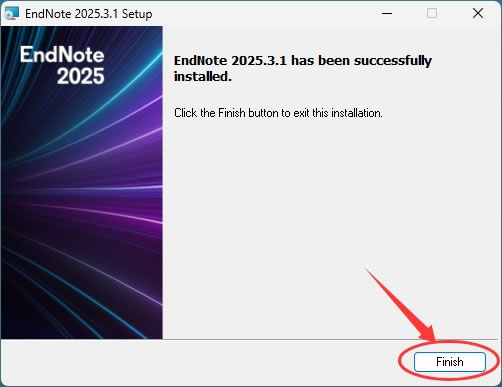 EndNote 2025.3.1 Setup
EndNote
2025
EndNote 2025.3.1 has been successfully
installed.
Click the Finish button to exit this installation.
Finish